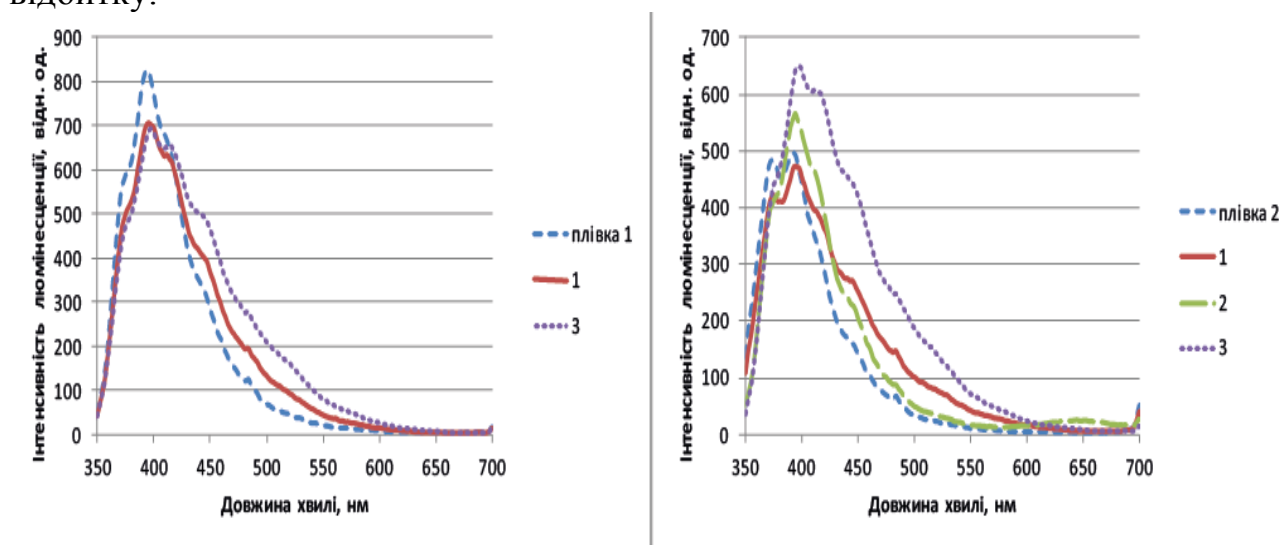 відбитку.
Інтенсивність люмінесценції, відн. од.
900
800
700
600
500
400
300
200
100
0
350 400 450 500 550 600 650 700
Довжина хвилі, нм
плівка 1
1
3
Інтенсивність люмінесценції, відн. од.
700
600
500
400
300
200
100
0
350 400 450 500 550 600 650 700
Довжина хвилі, нм
плівка 2
1
2
3